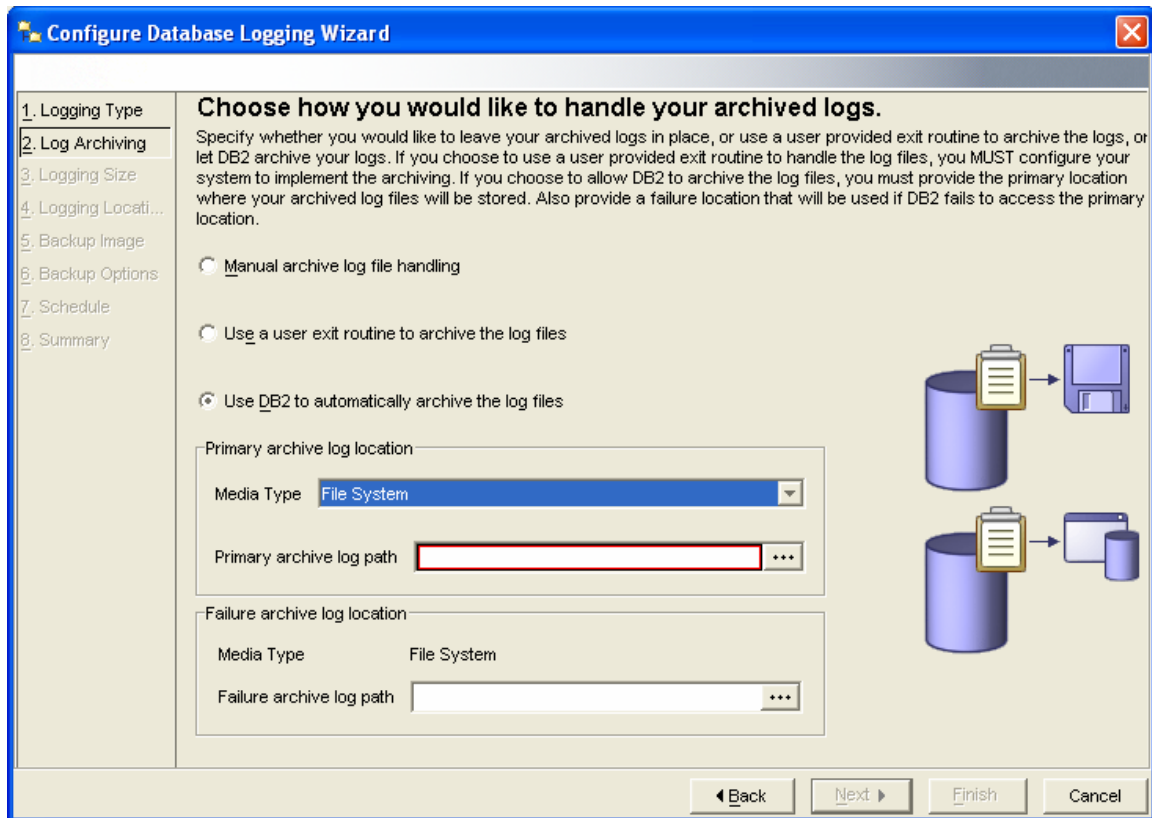 Configure Database Logging Wizard
1. Logging Type
2. Log Archiving
3. Logging Size
4. Logging Locati...
5. Backup Image
6. Backup Options
7. Schedule
8. Summary
Choose how you would like to handle your archived logs.
Specify whether you would like to leave your archived logs in place, or use a user provided exit routine to archive the logs, or
let DB2 archive your logs. If you choose to use a user provided exit routine to handle the log files, you MUST configure your
system to implement the archiving. If you choose to allow DB2 to archive the log files, you must provide the primary location
where your archived log files will be stored. Also provide a failure location that will be used if DB2 fails to access the primary
location.
Manual archive log file handling
Use a user exit routine to archive the log files
Use DB2 to automatically archive the log files
Primary archive log location
Media Type File System
Primary archive log path ...
Failure archive log location
Media Type File System
Failure archive log path ...
Back Next Finish Cancel